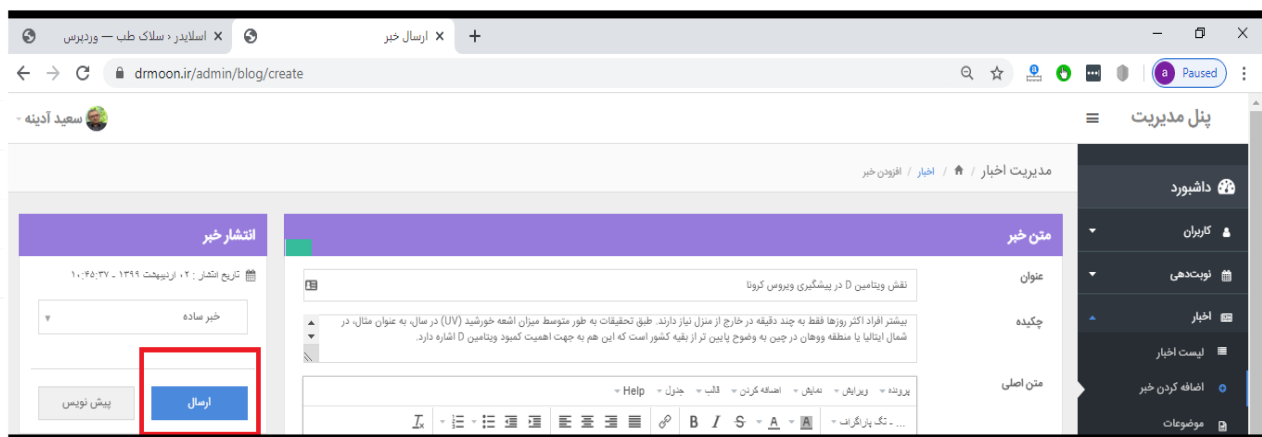 اسلایدر ‹ سلاک طب — وردپرس
ارسال خبر
drmoon.ir/admin/blog/create
a Paused
پنل مدیریت
سعید آدینه
مدیریت اخبار / اخبار / افزودن خبر
داشبورد
کاربران
نوبت‌دهی
اخبار
لیست اخبار
اضافه کردن خبر
موضوعات
متن خبر
عنوان
نقش ویتامین D در پیشگیری ویروس کرونا
چکیده
بیشتر افراد اکثر روزها فقط به چند دقیقه در خارج از منزل نیاز دارند. طبق تحقیقات به طور متوسط میزان اشعه خورشید (UV) در سال، به عنوان مثال، در
شمال ایتالیا یا منطقه ووهان در چین به وضوح پایین تر از بقیه کشور است که این هم به جهت اهمیت کمبود ویتامین D اشاره دارد.
متن اصلی
پرونده ویرایش نمایش اضافه کردن قالب جدول Help
تگ پاراگراف ...
B I S A A
انتشار خبر
تاریخ انتشار : ۰۲ اردیبهشت ۱۳۹۹ ـ ۱۰:۴۵:۳۷
خبر ساده
ارسال
پیش نویس